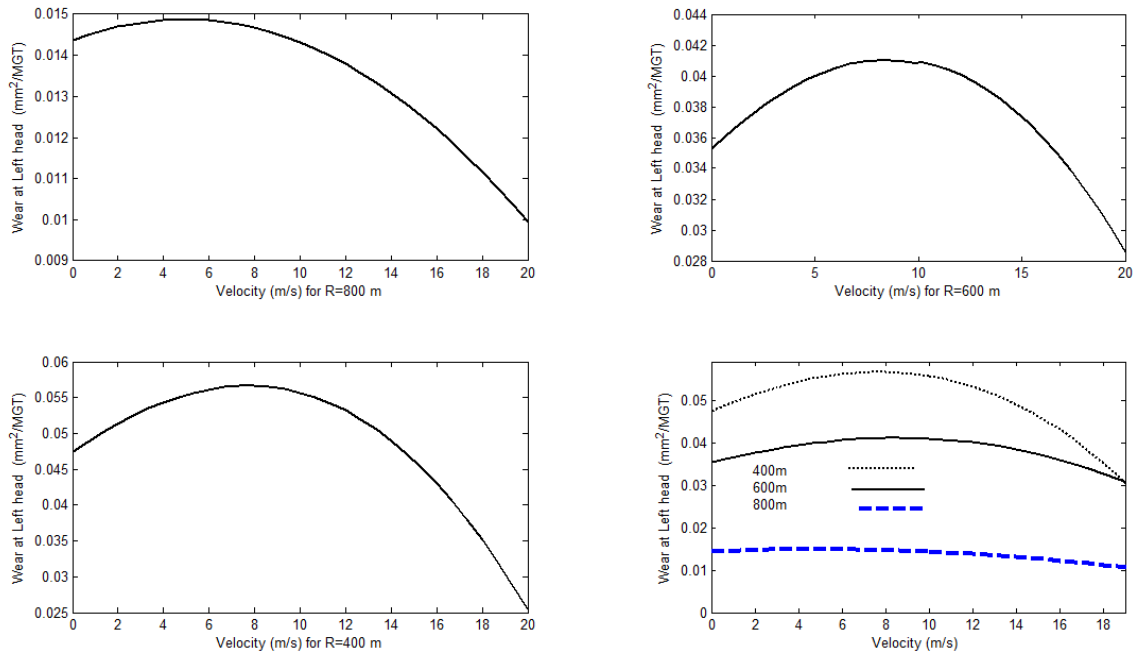 0.015
0.014
0.013
0.012
0.011
0.01
0.009
Wear at Left head (mm²/MGT)
0 2 4 6 8 10 12 14 16 18 20
Velocity (m/s) for R=800 m
0.044
0.042
0.04
0.038
0.036
0.034
0.032
0.03
0.028
Wear at Left head (mm²/MGT)
0 5 10 15 20
Velocity (m/s) for R=600 m
0.06
0.055
0.05
0.045
0.04
0.035
0.03
0.025
Wear at Left head (mm²/MGT)
0 2 4 6 8 10 12 14 16 18 20
Velocity (m/s) for R=400 m
0.05
0.04
0.03
0.02
0.01
0
Wear at Left head (mm²/MGT)
400m
600m
800m
0 2 4 6 8 10 12 14 16 18
Velocity (m/s)